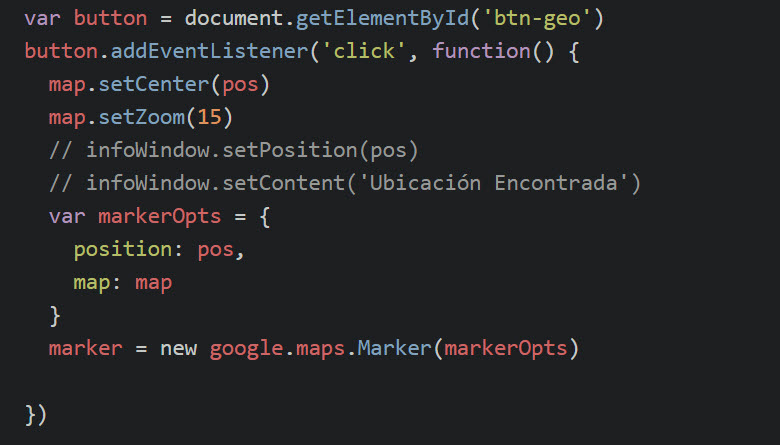 var button = document.getElementById('btn-geo')
button.addEventListener('click', function() {
  map.setCenter(pos)
  map.setZoom(15)
  // infoWindow.setPosition(pos)
  // infoWindow.setContent('Ubicación Encontrada')
  var markerOpts = {
    position: pos,
    map: map
  }
  marker = new google.maps.Marker(markerOpts)
})